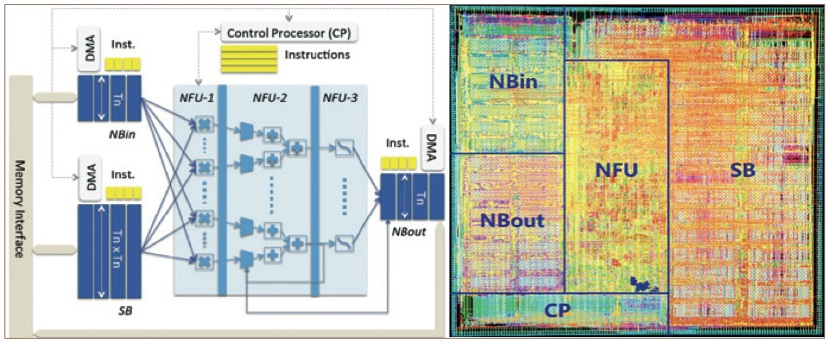 Control Processor (CP)
Instructions
DMA
Inst.
Tn
NBin
DMA
Inst.
Tn x Tn
SB
Memory Interface
NFU-1
NFU-2
NFU-3
Inst.
DMA
Tn
NBout
NBin
NBout
NFU
SB
CP